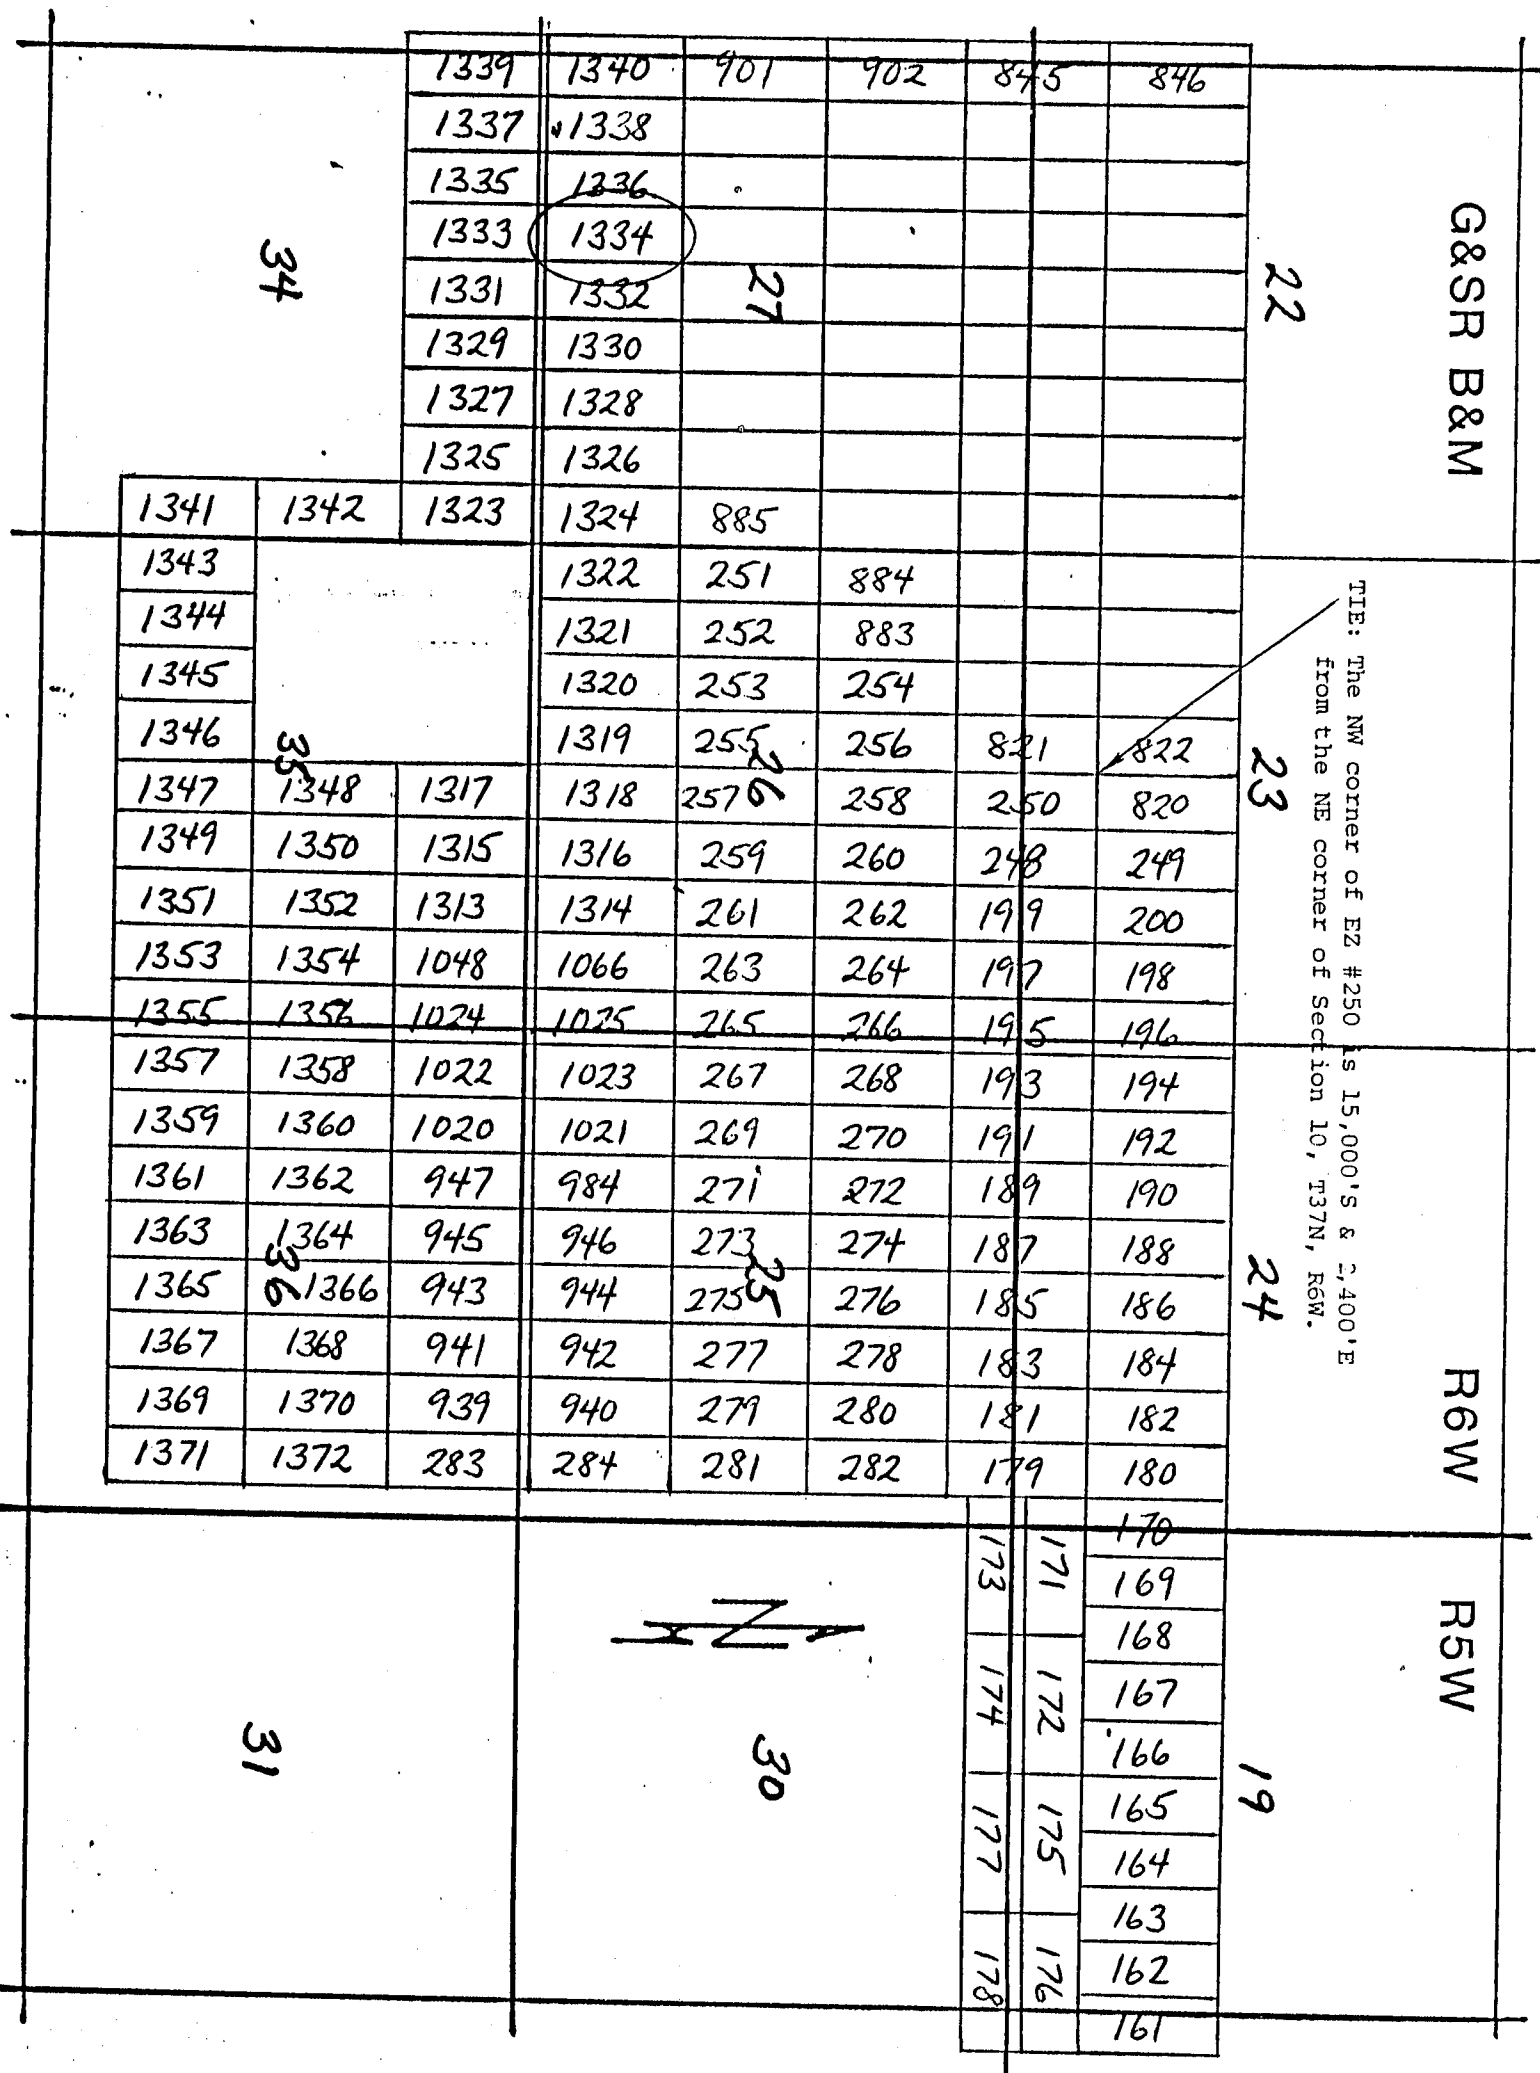 G&SR B&M
R6W
R5W
TIE: The NW corner of EZ #250 is 15,000'S & 2,400'E
from the NE corner of Section 10, T37N, R6W.
22
23
24
19
34
27
35
26
36
25
31
30
N
1339 1340 901 902 845 846
1337 1338
1335 1336
1333 1334
1331 1332
1329 1330
1327 1328
1325 1326
1341 1342 1323 1324 885
1343 1322 251 884
1344 1321 252 883
1345 1320 253 254
1346 1319 255 256 821 822
1347 1348 1317 1318 257 258 250 820
1349 1350 1315 1316 259 260 248 249
1351 1352 1313 1314 261 262 199 200
1353 1354 1048 1066 263 264 197 198
1355 1356 1024 1025 265 266 195 196
1357 1358 1022 1023 267 268 193 194
1359 1360 1020 1021 269 270 191 192
1361 1362 947 984 271 272 189 190
1363 1364 945 946 273 274 187 188
1365 1366 943 944 275 276 185 186
1367 1368 941 942 277 278 183 184
1369 1370 939 940 279 280 181 182
1371 1372 283 284 281 282 179 180
170
169
168
167
166
165
164
163
162
161
171 172 175 176
173 174 177 178